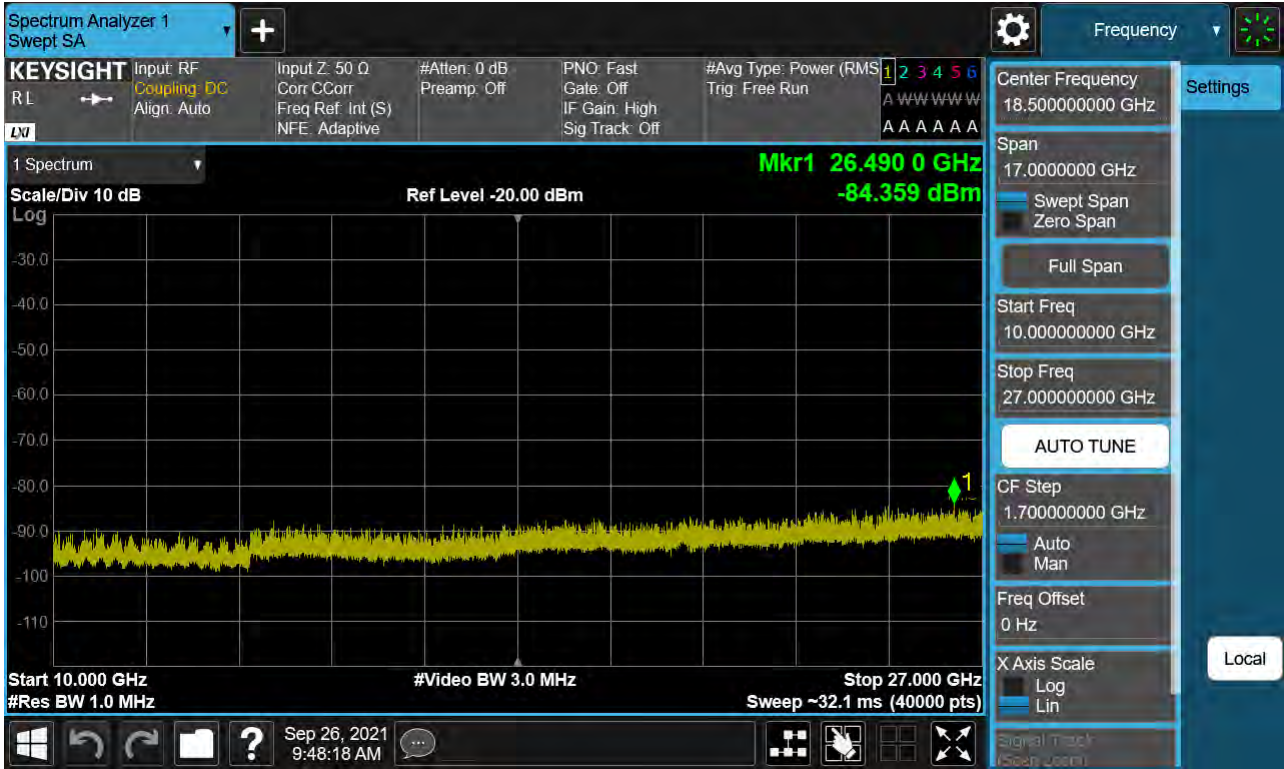 Spectrum Analyzer 1
Swept SA
+
Frequency
KEYSIGHT
RL
LXI
Input: RF
Coupling: DC
Align: Auto
Input Z: 50 Ω
Corr CCorr
Freq Ref: Int (S)
NFE: Adaptive
#Atten: 0 dB
Preamp: Off
PNO: Fast
Gate: Off
IF Gain: High
Sig Track: Off
#Avg Type: Power (RMS
Trig: Free Run
1 2 3 4 5 6
A W W W W W
A A A A A A
1 Spectrum
Scale/Div 10 dB
Log
Ref Level -20.00 dBm
Mkr1 26.490 0 GHz
-84.359 dBm
-30.0
-40.0
-50.0
-60.0
-70.0
-80.0
-90.0
-100
-110
1
Start 10.000 GHz
#Res BW 1.0 MHz
#Video BW 3.0 MHz
Stop 27.000 GHz
Sweep ~32.1 ms (40000 pts)
Center Frequency
18.500000000 GHz
Span
17.0000000 GHz
Swept Span
Zero Span
Full Span
Start Freq
10.000000000 GHz
Stop Freq
27.000000000 GHz
AUTO TUNE
CF Step
1.700000000 GHz
Auto
Man
Freq Offset
0 Hz
X Axis Scale
Log
Lin
Signal Track
(Span Zoom)
Settings
Local
?
Sep 26, 2021
9:48:18 AM